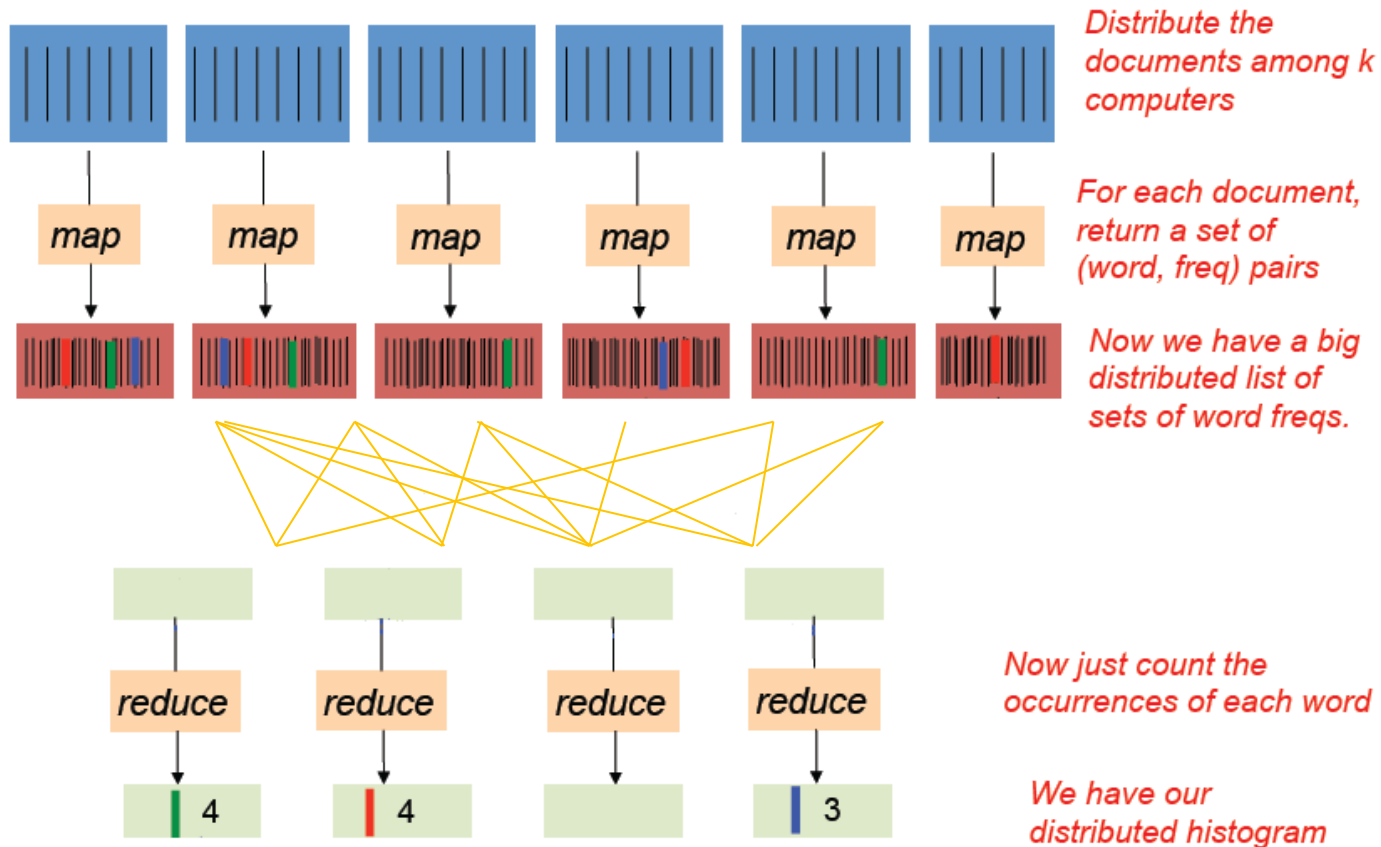 Distribute the
documents among k
computers
map
map
map
map
map
map
For each document,
return a set of
(word, freq) pairs
Now we have a big
distributed list of
sets of word freqs.
reduce
reduce
reduce
reduce
Now just count the
occurrences of each word
4
4
3
We have our
distributed histogram